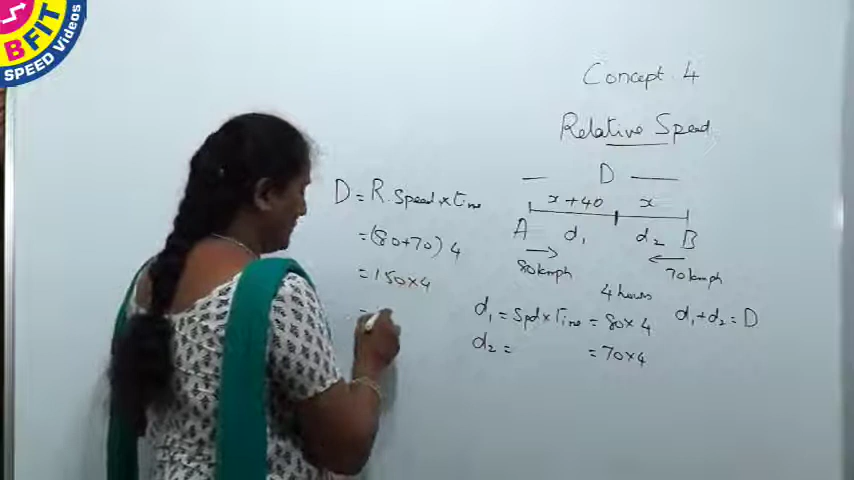 BFIT
SPEED Videos
Concept 4
Relative Speed
D
x+40 x
A d₁ d₂ B
80kmph 70kmph
4 hours
D = R. Speed × Time
= (80+70) 4
= 150×4
=
d₁ = Spd × Time = 80×4 d₁+d₂ = D
d₂ = = 70×4